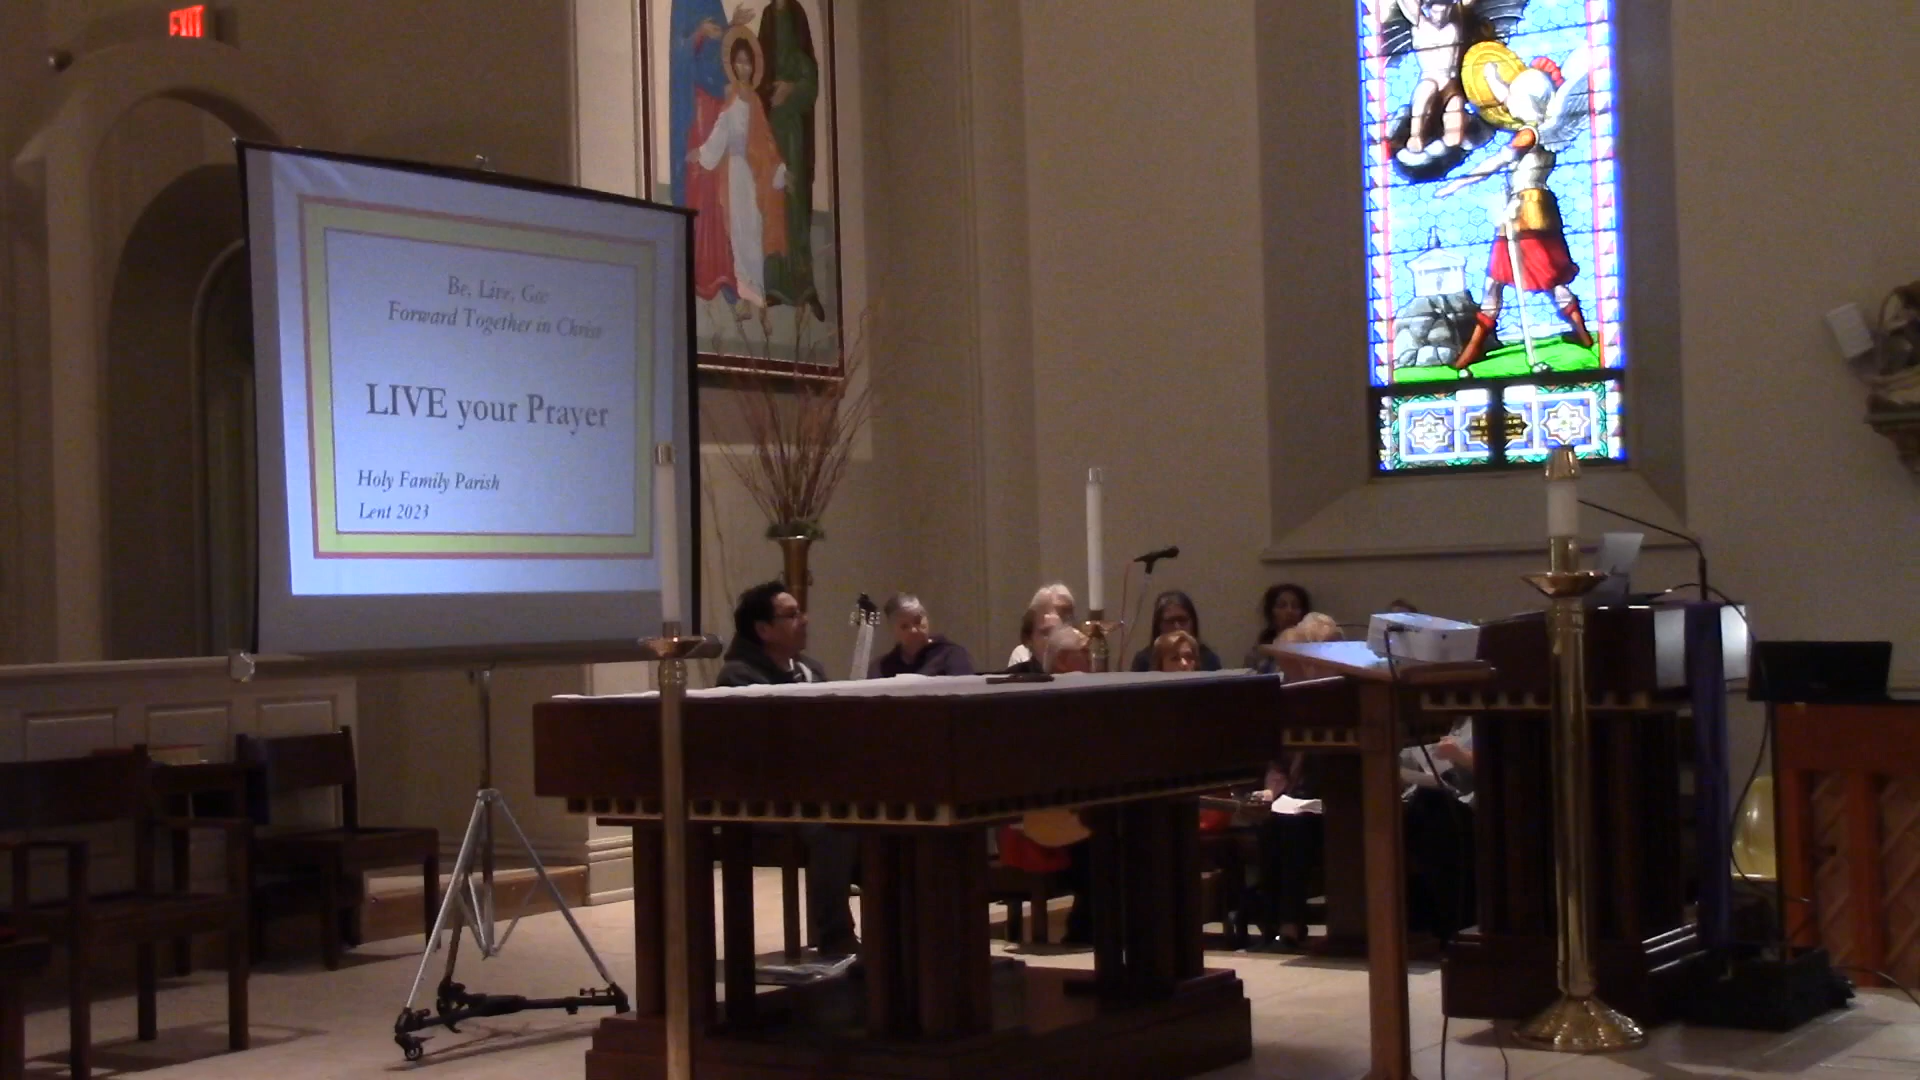 EXIT
Be, Live, Go:
Forward Together in Christ
LIVE your Prayer
Holy Family Parish
Lent 2023